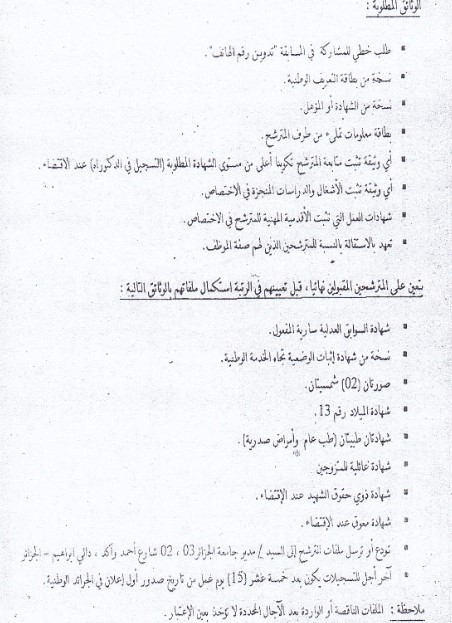 الوثائق المطلوبة :
طلب خطي للمشاركة في المسابقة "تدوين رقم الهاتف".
نسخة من بطاقة التعريف الوطنية.
نسخة من الشهادة أو المؤهل.
بطاقة معلومات تملىء من طرف المترشح.
أي وثيقة تثبت متابعة المترشح تكوينا أعلى من مستوى الشهادة المطلوبة (التسجيل في الدكتوراه) عند الاقتضاء.
أي وثيقة تثبت الأشغال والدراسات المنجزة في الاختصاص.
شهادات العمل التي تثبت الأقدمية المهنية للمترشح في الاختصاص.
تعهد بالاستقالة بالنسبة للمترشحين الذين لهم صفة الموظف.
يتعين على المترشحين المقبولين نهائيا، قبل تعيينهم في الرتبة استكمال ملفاتهم بالوثائق التالية :
شهادة السوابق العدلية سارية المفعول.
نسخة من شهادة إثبات الوضعية تجاه الخدمة الوطنية.
صورتان (02) شمسيتان.
شهادة الميلاد رقم 13.
شهادتان طبيتان (طب عام وأمراض صدرية).
شهادة عائلية للمتزوجين
شهادة ذوي حقوق الشهيد عند الإقتضاء.
شهادة معوق عند الإقتضاء.
تودع أو ترسل ملفات الترشح إلى السيد / مدير جامعة الجزائر03 ، 02 شارع أحمد واكد ، دالي ابراهيم - الجزائر
آخر أجل للتسجيلات يكون بعد خمسة عشر (15) يوم عمل من تاريخ صدور أول إعلان في الجرائد الوطنية.
ملاحظة : الملفات الناقصة أو الواردة بعد الآجال المحددة لا تؤخذ بعين الإعتبار.